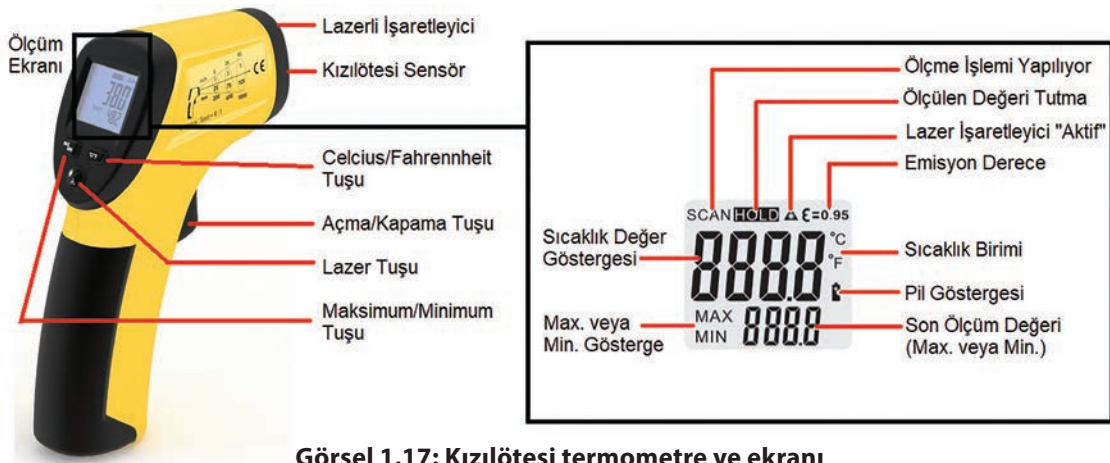 Ölçüm
Ekranı
Lazerli İşaretleyici
Kızılötesi Sensör
Celcius/Fahrennheit
Tuşu
Açma/Kapama Tuşu
Lazer Tuşu
Maksimum/Minimum
Tuşu
Ölçme İşlemi Yapılıyor
Ölçülen Değeri Tutma
Lazer İşaretleyici "Aktif"
Emisyon Derece
SCAN HOLD ε=0.95
Sıcaklık Değer
Göstergesi
888.8
°C
°F
Sıcaklık Birimi
Pil Göstergesi
Max. veya
Min. Gösterge
MAX
MIN
888.8
Son Ölçüm Değeri
(Max. veya Min.)
Görsel 1.17: Kızılötesi termometre ve ekranı